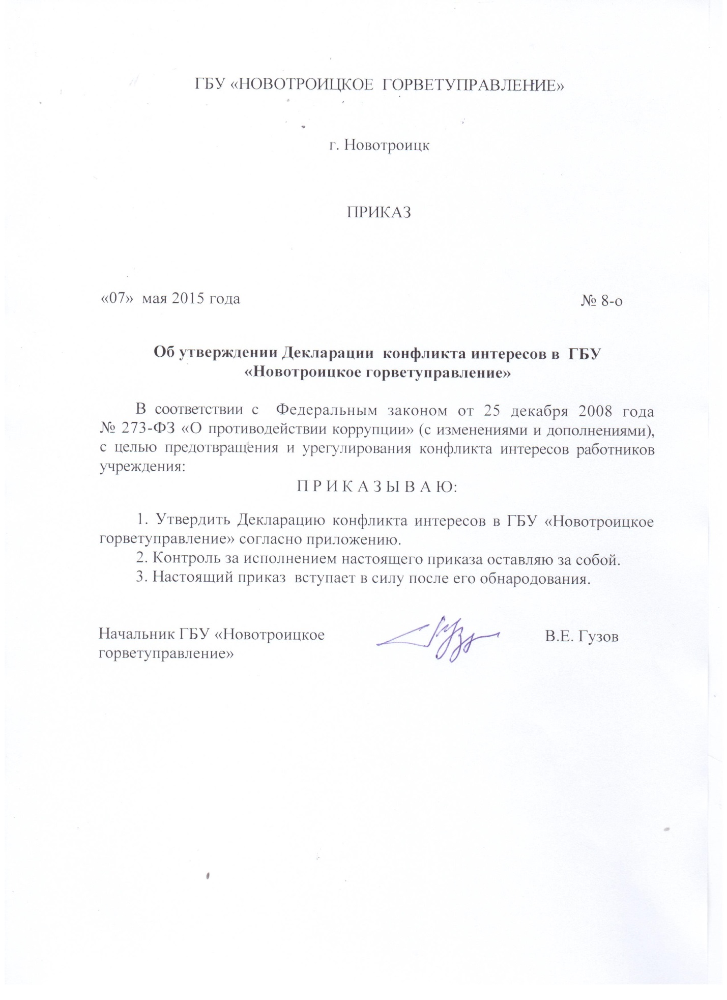 ГБУ «НОВОТРОИЦКОЕ ГОРВЕТУПРАВЛЕНИЕ»
г. Новотроицк
ПРИКАЗ
«07» мая 2015 года № 8-о
Об утверждении Декларации конфликта интересов в ГБУ
«Новотроицкое горветуправление»
В соответствии с Федеральным законом от 25 декабря 2008 года
№ 273-ФЗ «О противодействии коррупции» (с изменениями и дополнениями),
с целью предотвращения и урегулирования конфликта интересов работников
учреждения:
П Р И К А З Ы В А Ю:
1. Утвердить Декларацию конфликта интересов в ГБУ «Новотроицкое
горветуправление» согласно приложению.
2. Контроль за исполнением настоящего приказа оставляю за собой.
3. Настоящий приказ вступает в силу после его обнародования.
Начальник ГБУ «Новотроицкое В.Е. Гузов
горветуправление»